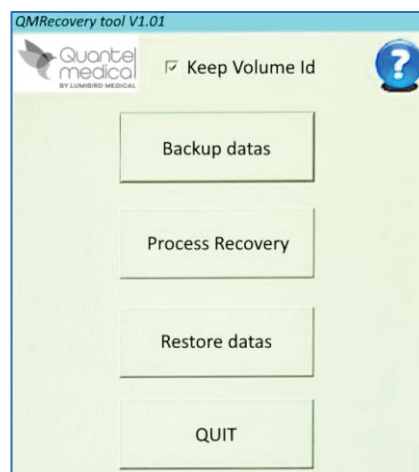 QMRecovery tool V1.01
Quantel
medical
BY LUMIBIRD MEDICAL
Keep Volume Id
?
Backup datas
Process Recovery
Restore datas
QUIT